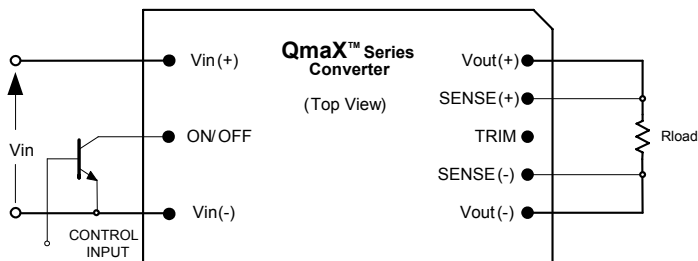 QmaX™ Series
Converter
(Top View)
Vin(+)
ON/OFF
Vin(-)
Vout(+)
SENSE(+)
TRIM
SENSE(-)
Vout(-)
Vin
CONTROL
INPUT
Rload